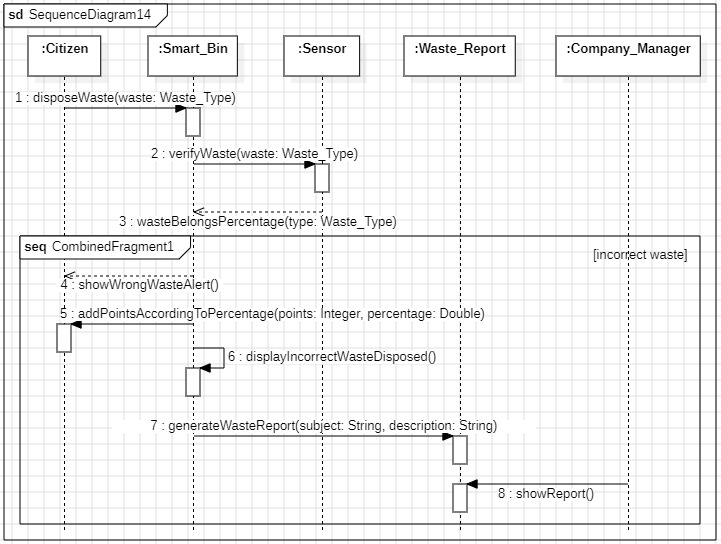 sd SequenceDiagram14
:Citizen :Smart_Bin :Sensor :Waste_Report :Company_Manager
1 : disposeWaste(waste: Waste_Type)
2 : verifyWaste(waste: Waste_Type)
3 : wasteBelongsPercentage(type: Waste_Type)
seq CombinedFragment1
[incorrect waste]
4 : showWrongWasteAlert()
5 : addPointsAccordingToPercentage(points: Integer, percentage: Double)
6 : displayIncorrectWasteDisposed()
7 : generateWasteReport(subject: String, description: String)
8 : showReport()